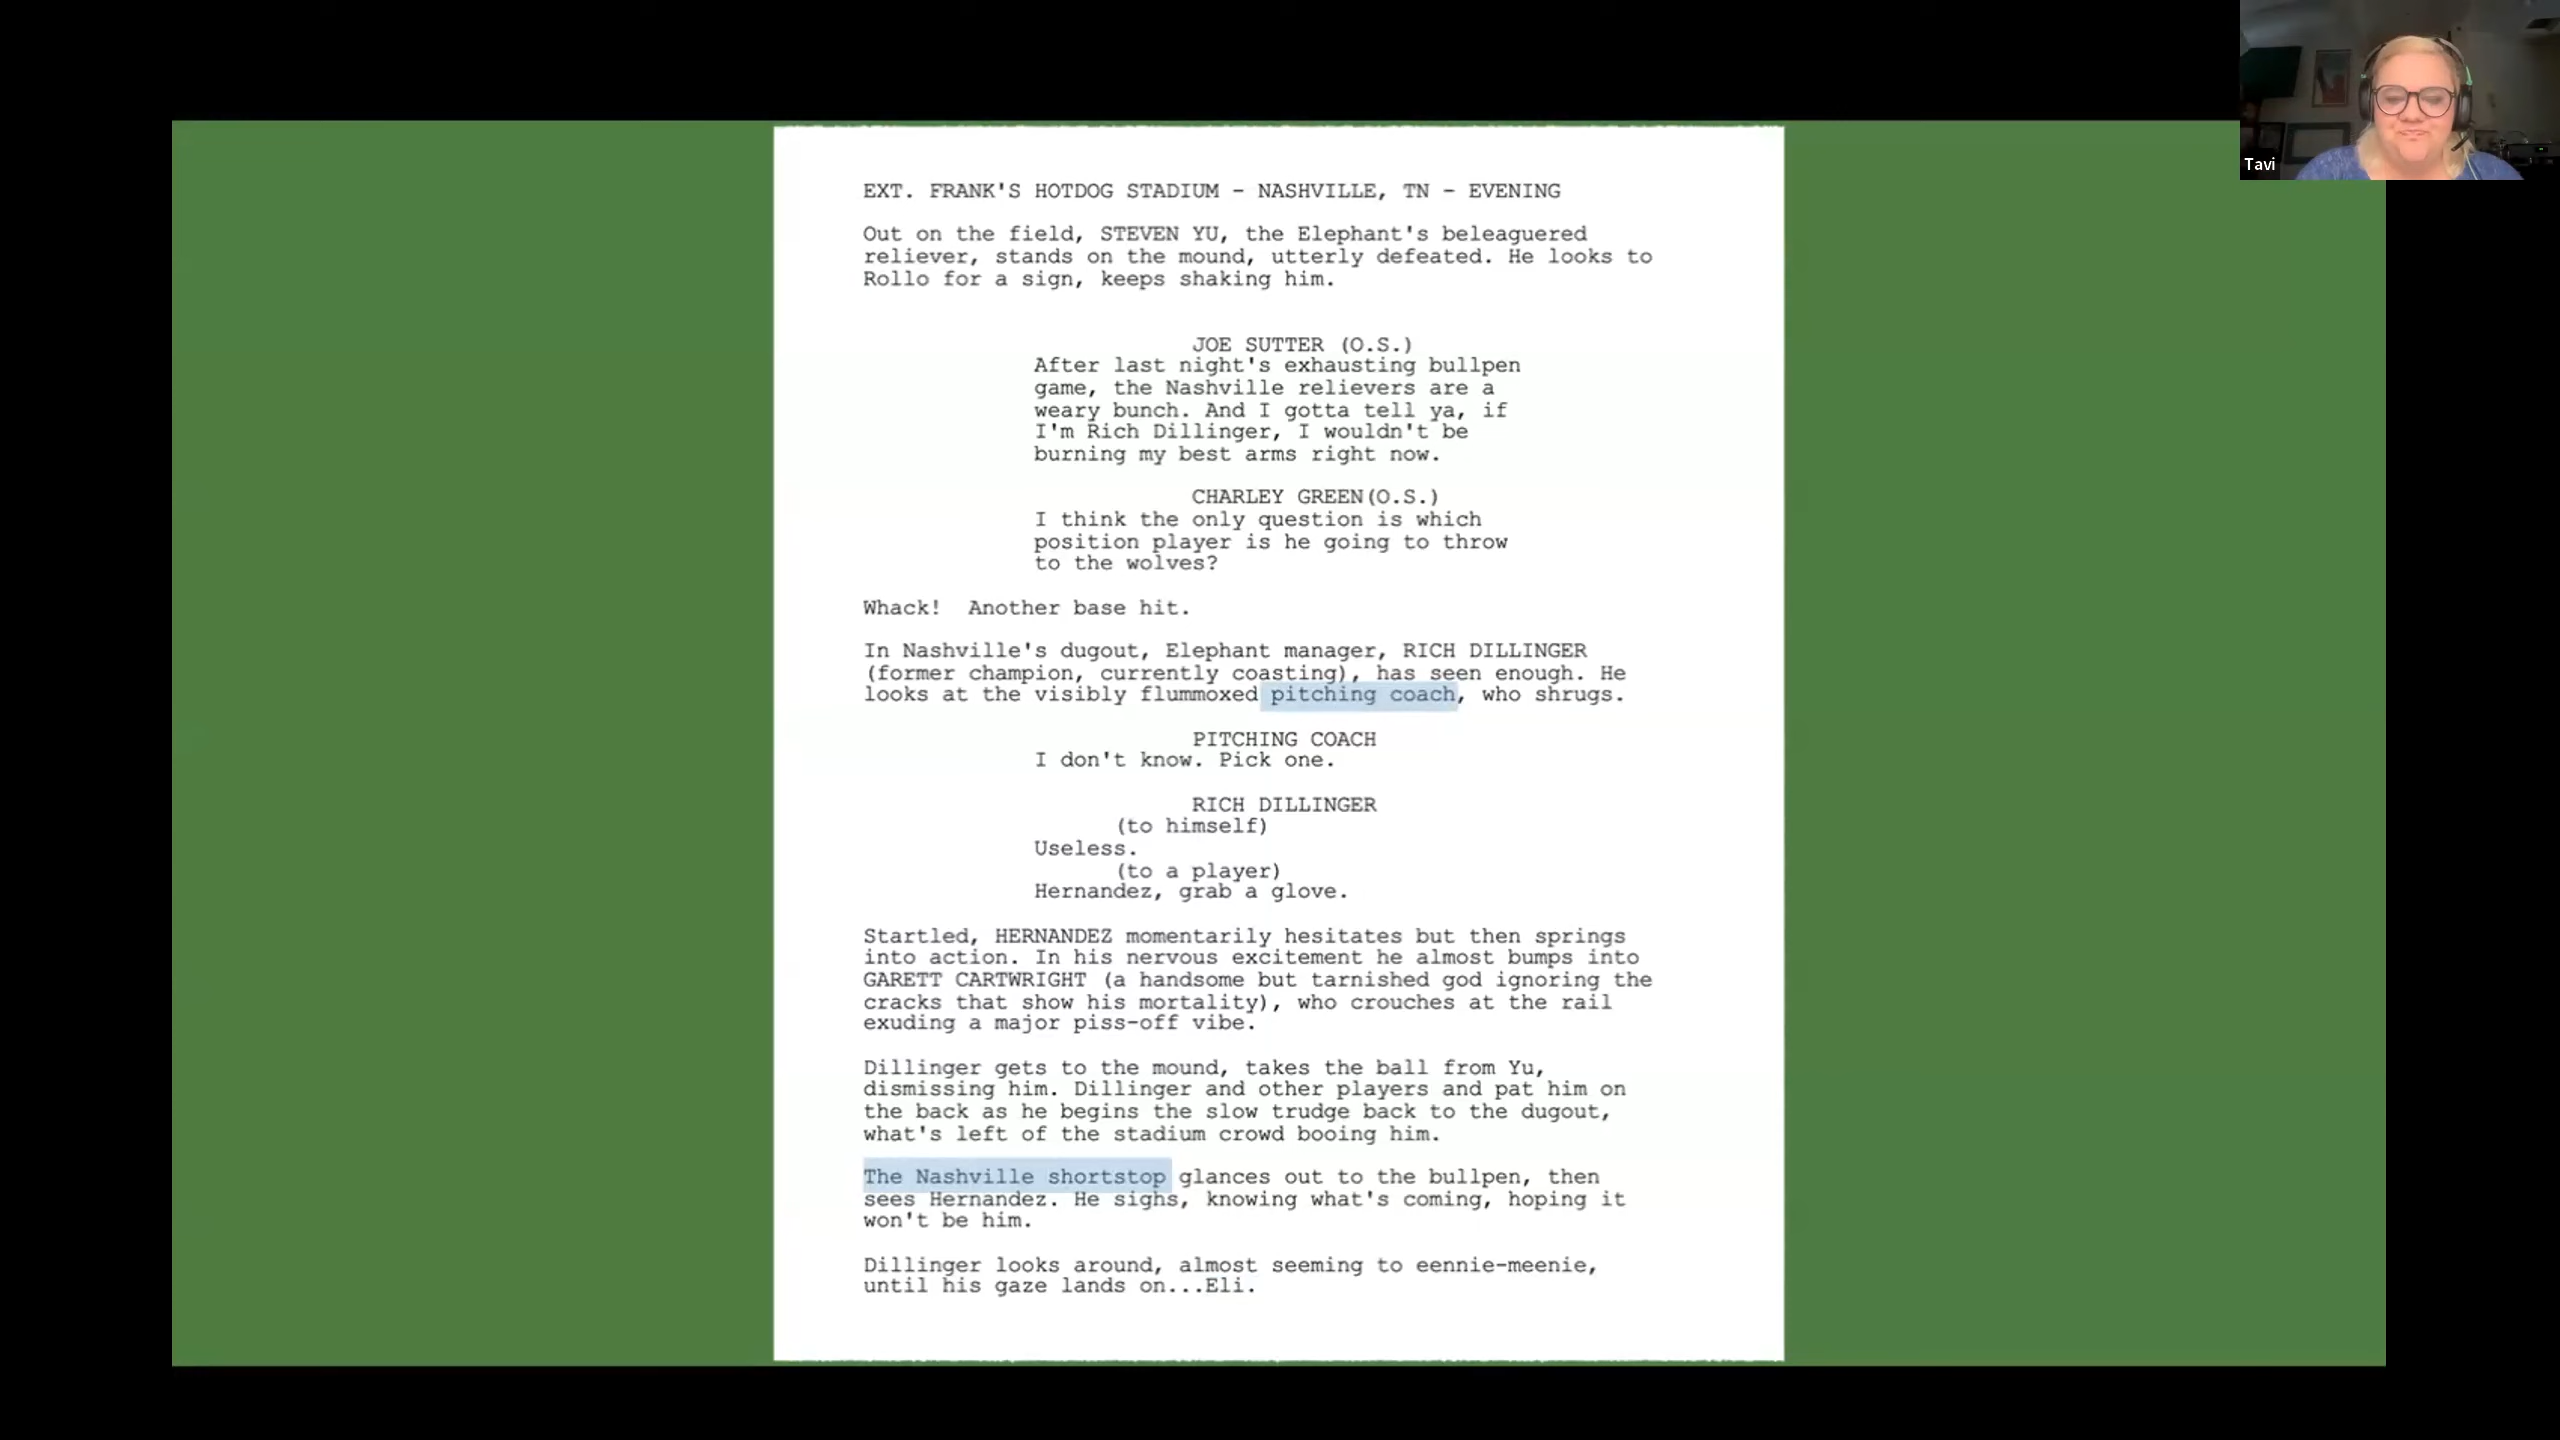 Tavi
EXT. FRANK'S HOTDOG STADIUM - NASHVILLE, TN - EVENING
Out on the field, STEVEN YU, the Elephant's beleaguered
reliever, stands on the mound, utterly defeated. He looks to
Rollo for a sign, keeps shaking him.
JOE SUTTER (O.S.)
After last night's exhausting bullpen
game, the Nashville relievers are a
weary bunch. And I gotta tell ya, if
I'm Rich Dillinger, I wouldn't be
burning my best arms right now.
CHARLEY GREEN(O.S.)
I think the only question is which
position player is he going to throw
to the wolves?
Whack!  Another base hit.
In Nashville's dugout, Elephant manager, RICH DILLINGER
(former champion, currently coasting), has seen enough. He
looks at the visibly flummoxed pitching coach, who shrugs.
PITCHING COACH
I don't know. Pick one.
RICH DILLINGER
(to himself)
Useless.
(to a player)
Hernandez, grab a glove.
Startled, HERNANDEZ momentarily hesitates but then springs
into action. In his nervous excitement he almost bumps into
GARETT CARTWRIGHT (a handsome but tarnished god ignoring the
cracks that show his mortality), who crouches at the rail
exuding a major piss-off vibe.
Dillinger gets to the mound, takes the ball from Yu,
dismissing him. Dillinger and other players and pat him on
the back as he begins the slow trudge back to the dugout,
what's left of the stadium crowd booing him.
The Nashville shortstop glances out to the bullpen, then
sees Hernandez. He sighs, knowing what's coming, hoping it
won't be him.
Dillinger looks around, almost seeming to eennie-meenie,
until his gaze lands on...Eli.